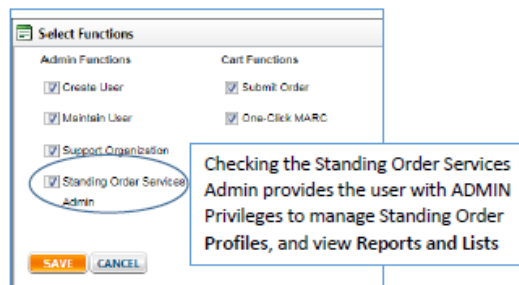 Select Functions
Admin Functions Cart Functions
Create User Submit Order
Maintain User One-Click MARC
Support Organization
Standing Order Services
Admin
Checking the Standing Order Services
Admin provides the user with ADMIN
Privileges to manage Standing Order
Profiles, and view Reports and Lists
SAVE CANCEL